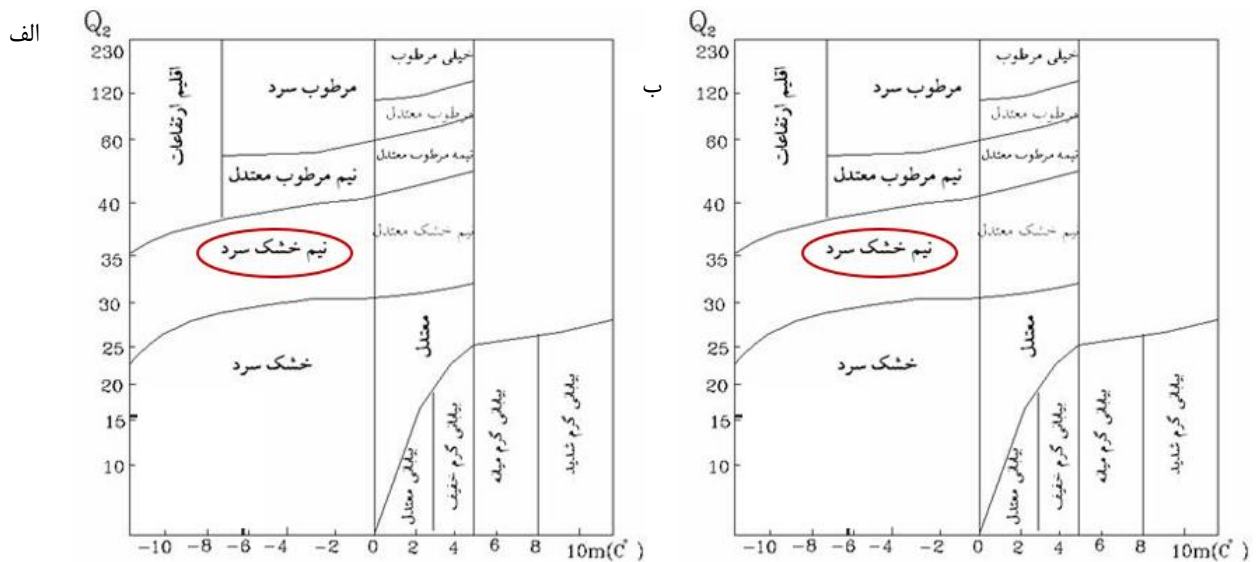 الف
Q₂
230
120
80
40
35
30
25
20
15
10
اقلیم ارتفاعات
مرطوب سرد
خیلی مرطوب
مرطوب معتدل
نیمه مرطوب معتدل
نیم مرطوب معتدل
نیم خشک معتدل
نیم خشک سرد
خشک سرد
معتدل
بیابانی معتدل
بیابانی گرم خفیف
بیابانی گرم میانه
بیابانی گرم شدید
-10 -8 -6 -4 -2 0 2 4 6 8 10m(C°)
ب
Q₂
230
120
80
40
35
30
25
20
15
10
اقلیم ارتفاعات
مرطوب سرد
خیلی مرطوب
مرطوب معتدل
نیمه مرطوب معتدل
نیم مرطوب معتدل
نیم خشک معتدل
نیم خشک سرد
خشک سرد
معتدل
بیابانی معتدل
بیابانی گرم خفیف
بیابانی گرم میانه
بیابانی گرم شدید
-10 -8 -6 -4 -2 0 2 4 6 8 10m(C°)